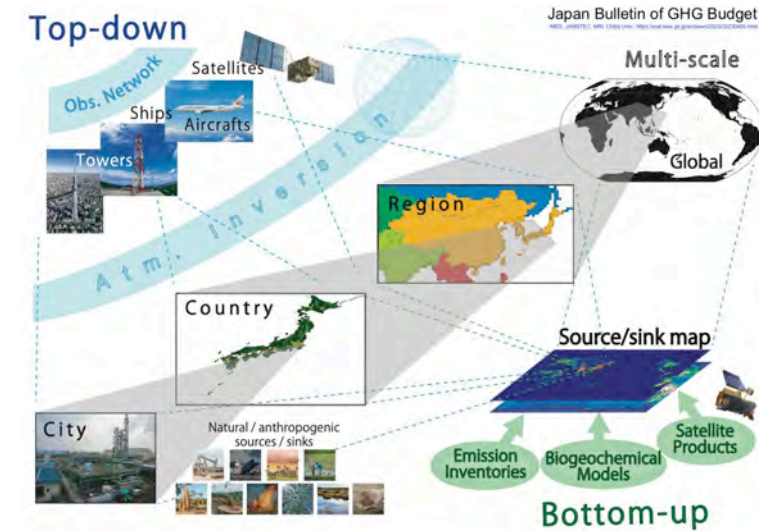 Japan Bulletin of GHG Budget
Top-down
Multi-scale
Satellites
Obs. Network
Ships
Aircrafts
Towers
Global
Atm. Inversion
Region
Country
Source/sink map
City
Natural / anthropogenic
sources / sinks
Satellite
Products
Emission
Inventories
Biogeochemical
Models
Bottom-up